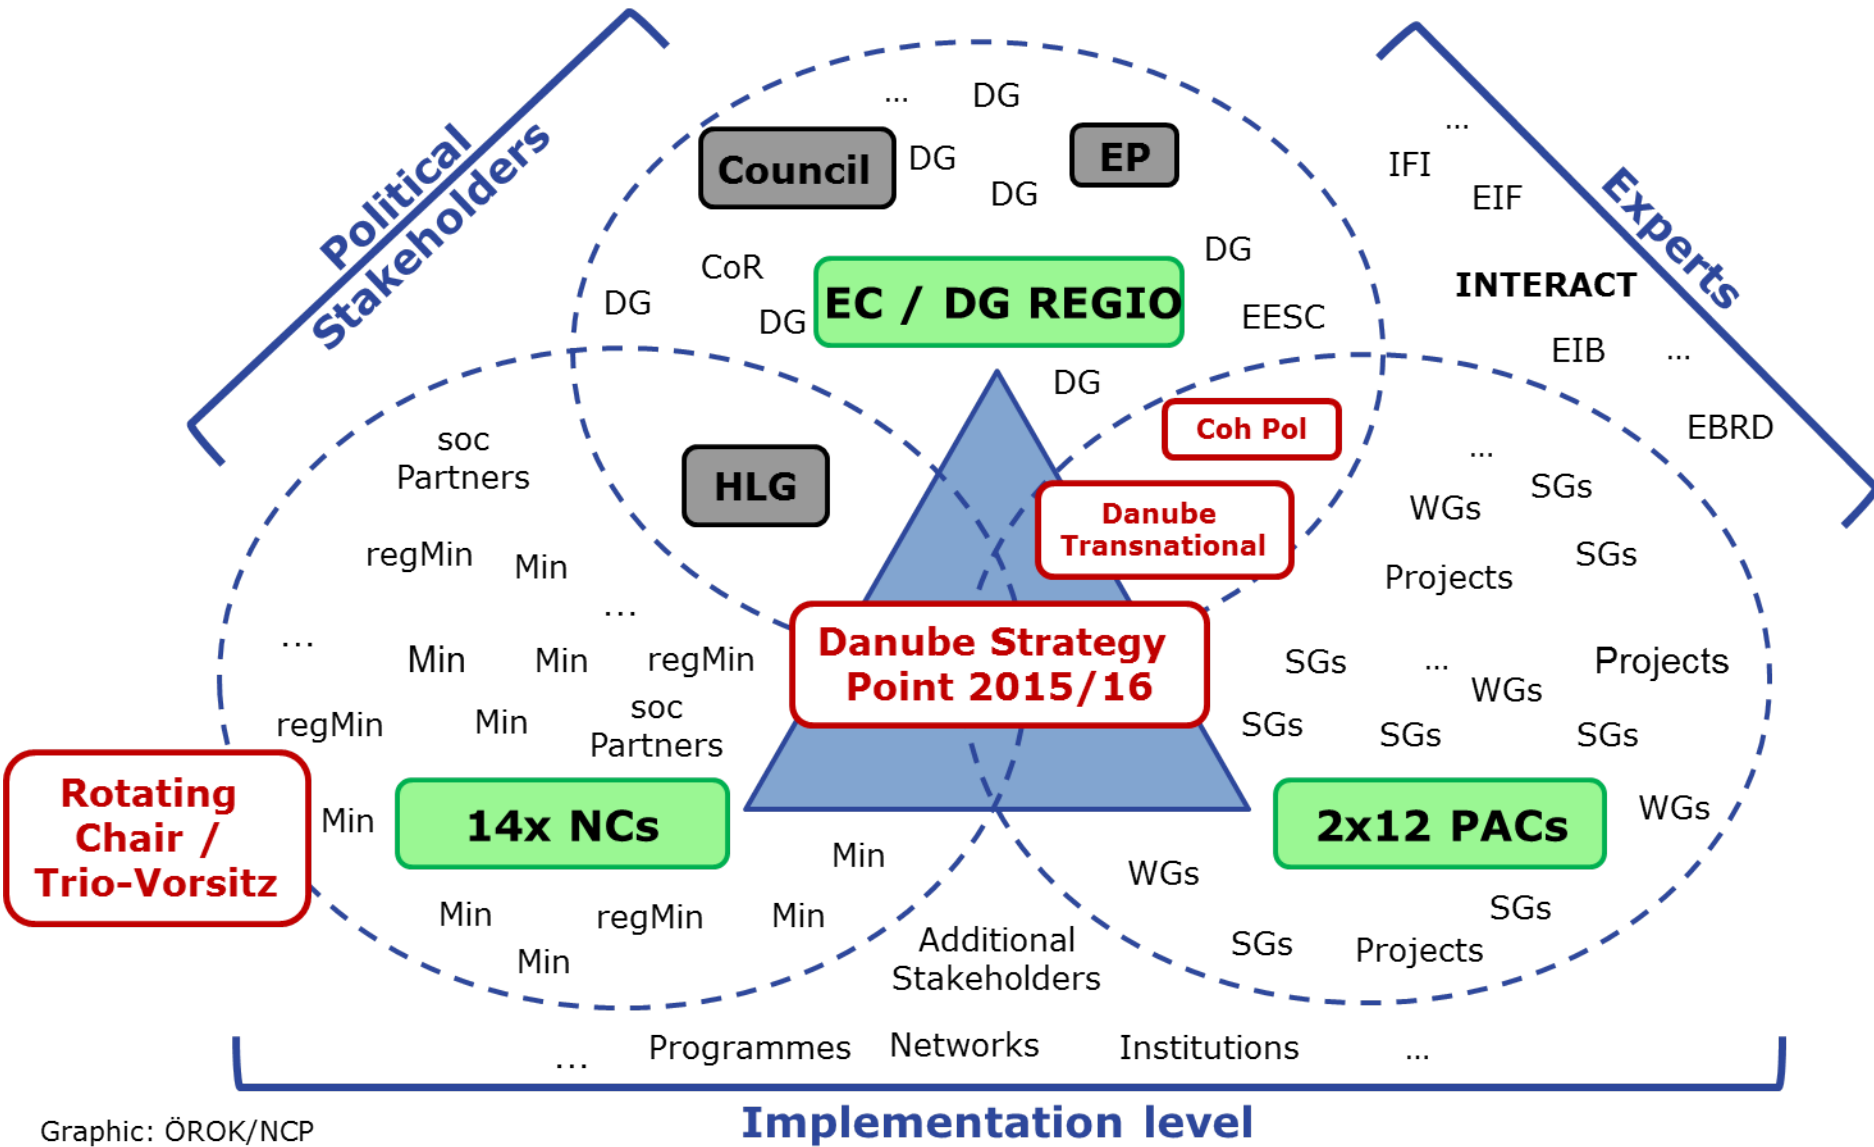 Political
Stakeholders
...
DG
Council
DG
EP
DG
...
IFI
EIF
Experts
CoR
DG
DG
DG
EC / DG REGIO
EESC
INTERACT
EIB
...
DG
EBRD
Coh Pol
soc
Partners
HLG
Danube
Transnational
...
WGs
SGs
regMin
Min
Projects
SGs
...
...
Min
Min
regMin
Danube Strategy
Point 2015/16
SGs
...
WGs
Projects
regMin
Min
soc
Partners
SGs
SGs
SGs
Rotating
Chair /
Trio-Vorsitz
Min
14x NCs
2x12 PACs
WGs
Min
WGs
Min
regMin
Min
SGs
Min
Additional
Stakeholders
SGs
Projects
...
Programmes
Networks
Institutions
...
Implementation level
Graphic: ÖROK/NCP